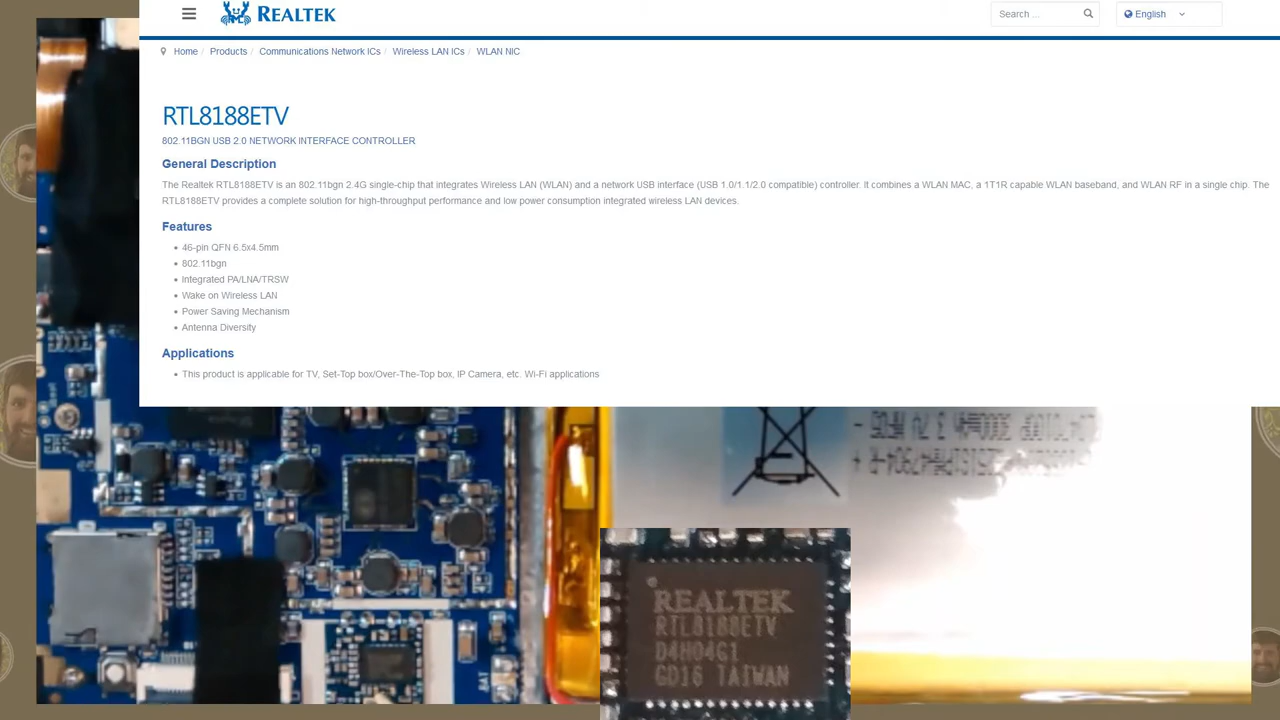 REALTEK
Search ...
English
Home / Products / Communications Network ICs / Wireless LAN ICs / WLAN NIC
RTL8188ETV
802.11BGN USB 2.0 NETWORK INTERFACE CONTROLLER
General Description
The Realtek RTL8188ETV is an 802.11bgn 2.4G single-chip that integrates Wireless LAN (WLAN) and a network USB interface (USB 1.0/1.1/2.0 compatible) controller. It combines a WLAN MAC, a 1T1R capable WLAN baseband, and WLAN RF in a single chip. The
RTL8188ETV provides a complete solution for high-throughput performance and low power consumption integrated wireless LAN devices.
Features
46-pin QFN 6.5x4.5mm
802.11bgn
Integrated PA/LNA/TRSW
Wake on Wireless LAN
Power Saving Mechanism
Antenna Diversity
Applications
This product is applicable for TV, Set-Top box/Over-The-Top box, IP Camera, etc. Wi-Fi applications
REALTEK
RTL8188ETV
D4H04G1
GD16 TAIWAN
BAT